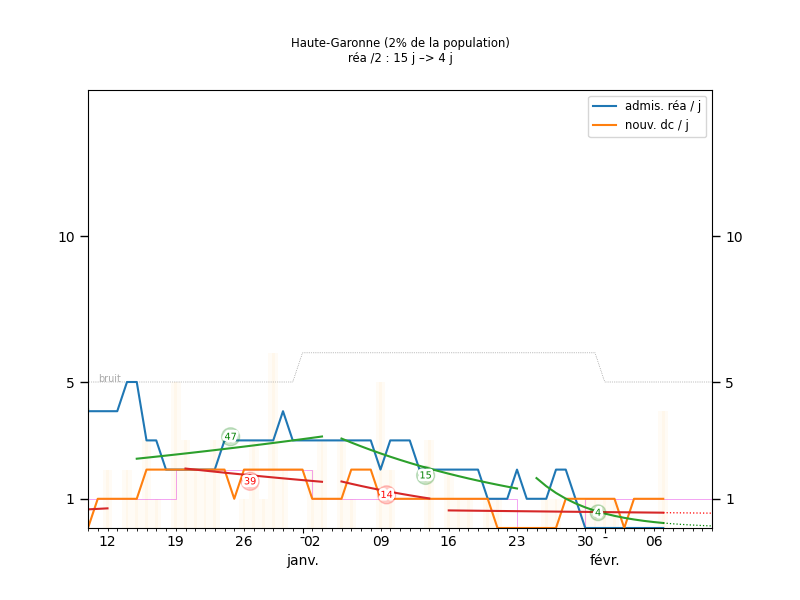 Haute-Garonne (2% de la population)
réa /2 : 15 j –> 4 j
admis. réa / j
nouv. dc / j
10 10
bruit
5 5
47
39
15
14
4
1 1
12 19 26 02 09 16 23 30 06
janv. févr.